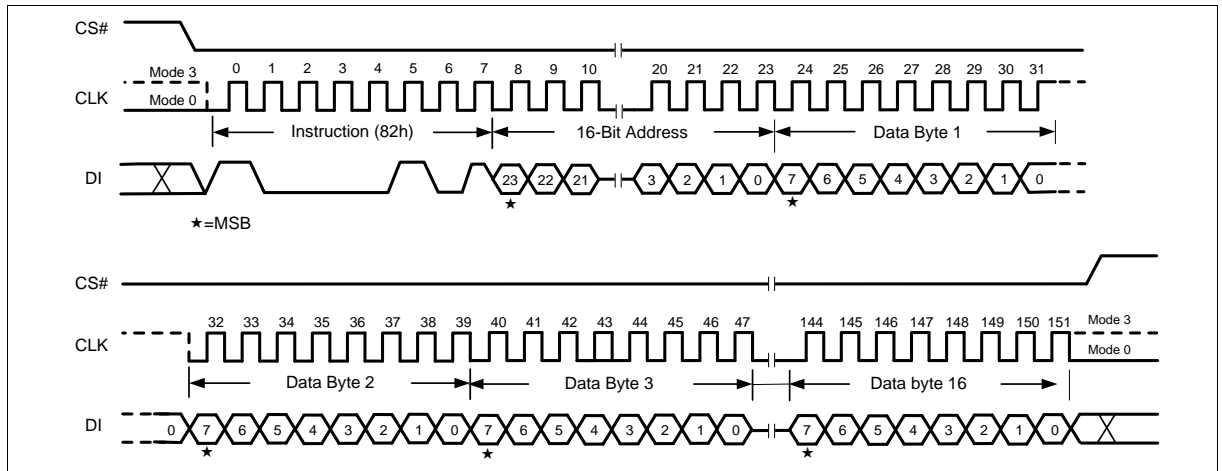 CS#
Mode 3
0 1 2 3 4 5 6 7 8 9 10 20 21 22 23 24 25 26 27 28 29 30 31
CLK
Mode 0
Instruction (82h) 16-Bit Address Data Byte 1
DI 23 22 21 3 2 1 0 7 6 5 4 3 2 1 0
★ ★
★=MSB
CS#
32 33 34 35 36 37 38 39 40 41 42 43 44 45 46 47 144 145 146 147 148 149 150 151 Mode 3
CLK
Mode 0
Data Byte 2 Data Byte 3 Data byte 16
DI 0 7 6 5 4 3 2 1 0 7 6 5 4 3 2 1 0 7 6 5 4 3 2 1 0
★ ★ ★